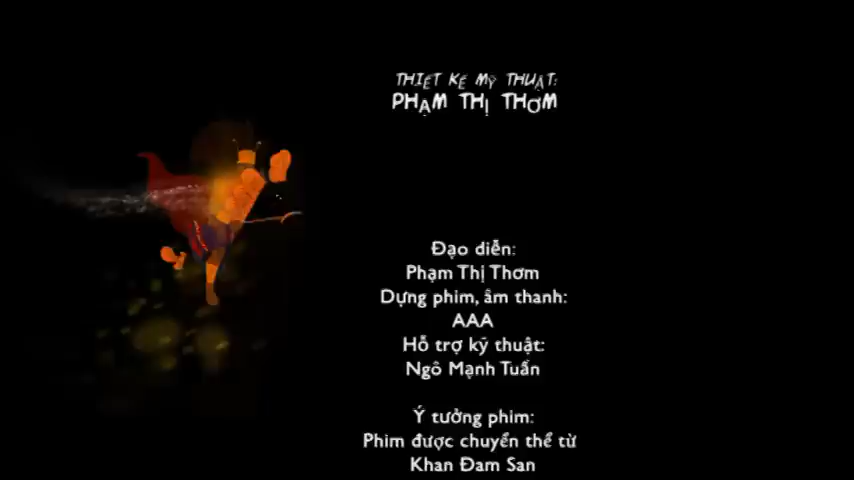 THIẾT KẾ MỸ THUẬT:
PHẠM THỊ THƠM
Đạo diễn:
Phạm Thị Thơm
Dựng phim, âm thanh:
AAA
Hỗ trợ kỹ thuật:
Ngô Mạnh Tuấn
Ý tưởng phim:
Phim được chuyển thể từ
Khan Đam San